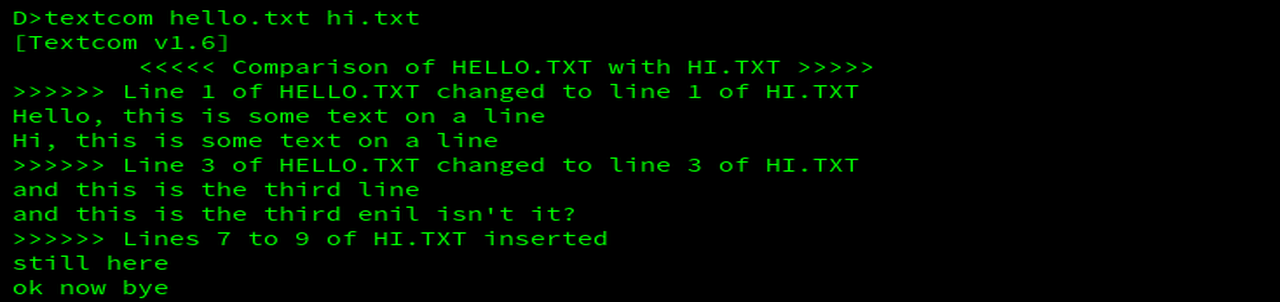 D>textcom hello.txt hi.txt
[Textcom v1.6]
<<<<< Comparison of HELLO.TXT with HI.TXT >>>>>
>>>>>> Line 1 of HELLO.TXT changed to line 1 of HI.TXT
Hello, this is some text on a line
Hi, this is some text on a line
>>>>>> Line 3 of HELLO.TXT changed to line 3 of HI.TXT
and this is the third line
and this is the third enil isn't it?
>>>>>> Lines 7 to 9 of HI.TXT inserted
still here
ok now bye